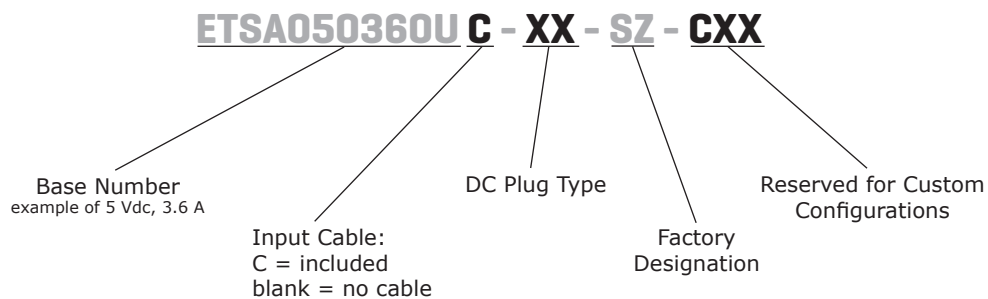 ETSA050360U C - XX - SZ - CXX
Base Number
example of 5 Vdc, 3.6 A
Input Cable:
C = included
blank = no cable
DC Plug Type
Factory
Designation
Reserved for Custom
Configurations